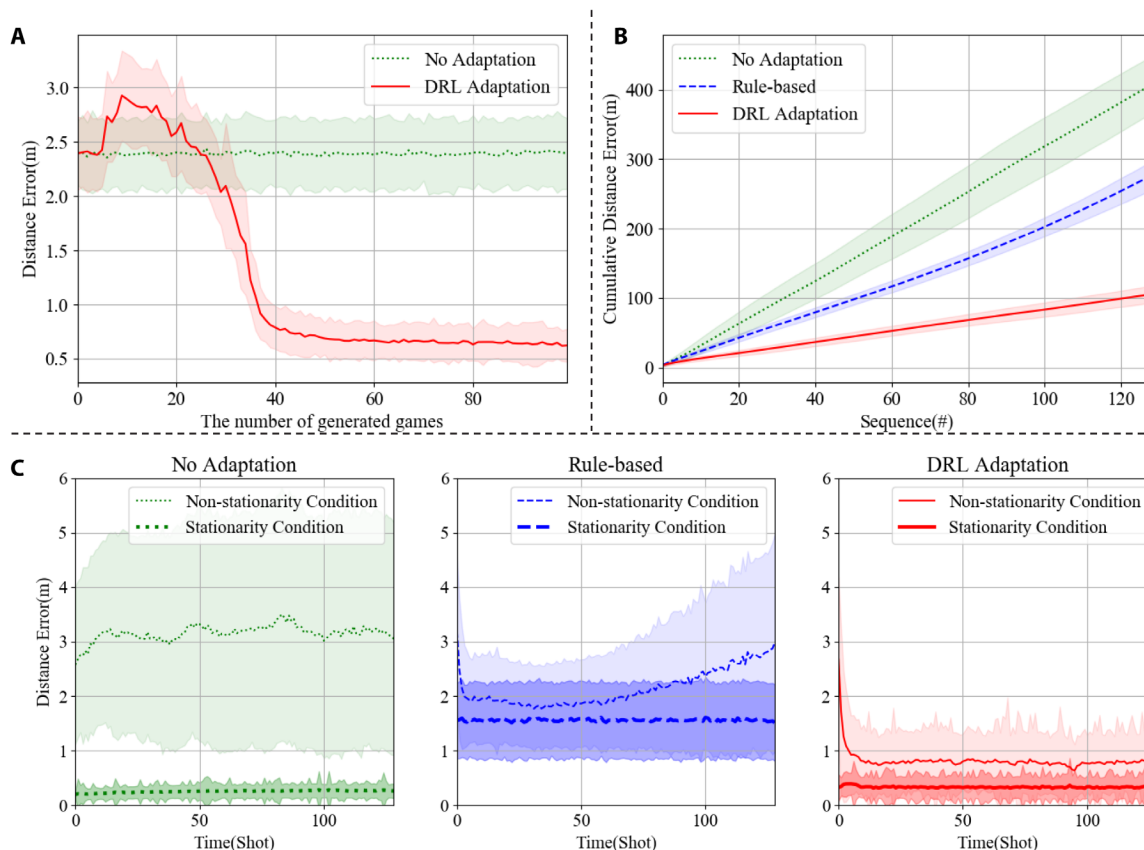 A
No Adaptation
DRL Adaptation
3.0
2.5
2.0
1.5
1.0
0.5
Distance Error(m)
0
20
40
60
80
The number of generated games
B
No Adaptation
Rule-based
DRL Adaptation
400
300
200
100
0
Cumulative Distance Error(m)
0
20
40
60
80
100
120
Sequence(#)
C
No Adaptation
Non-stationarity Condition
Stationarity Condition
6
5
4
3
2
1
0
Distance Error(m)
0
50
100
Time(Shot)
Rule-based
Non-stationarity Condition
Stationarity Condition
6
5
4
3
2
1
0
0
50
100
Time(Shot)
DRL Adaptation
Non-stationarity Condition
Stationarity Condition
6
5
4
3
2
1
0
0
50
100
Time(Shot)